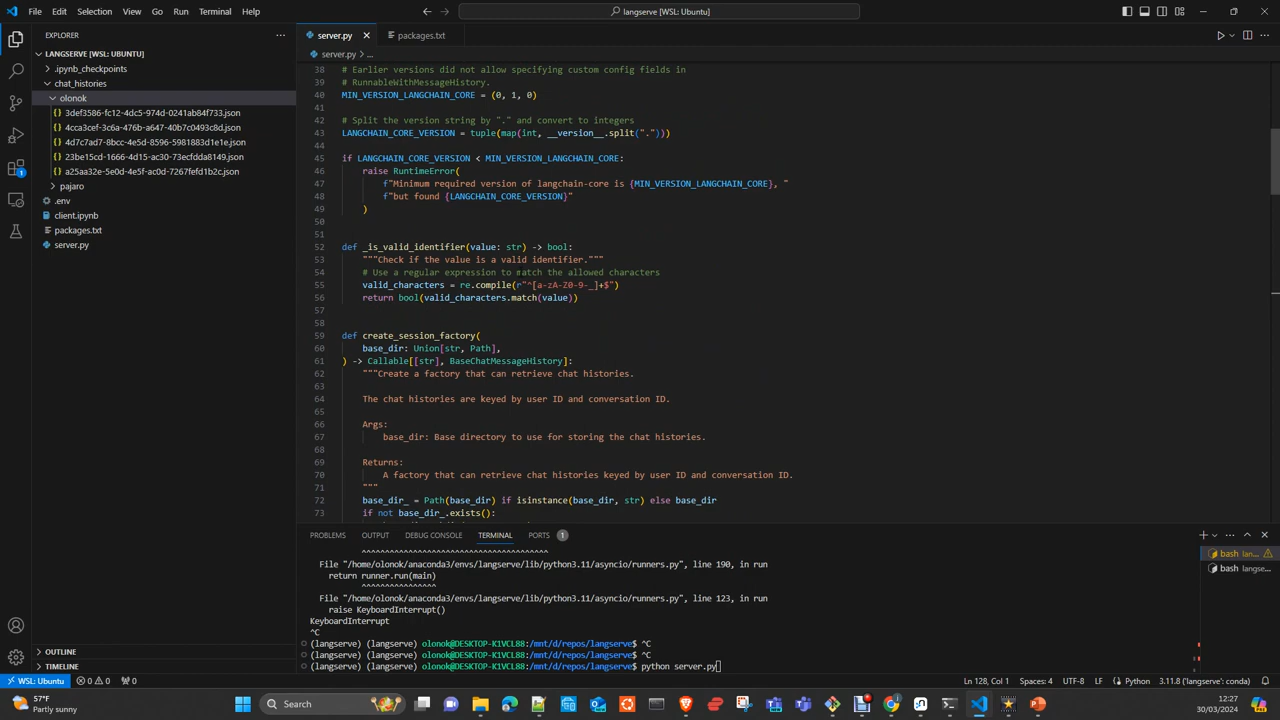 File Edit Selection View Go Run Terminal Help
langserve [WSL: Ubuntu]
EXPLORER
LANGSERVE [WSL: UBUNTU]
.ipynb_checkpoints
chat_histories
olonok
3def3586-fc12-4dc5-974d-0241ab84f733.json
4cca3cef-3c6a-476b-a647-40b7c0493c8d.json
4d7c7ad7-8bcc-4e5d-8596-5981883d1e1e.json
23be15cd-1666-4d15-ac30-73ecfdda8149.json
a25aa32e-5e0d-4e5f-ac0d-7267fefd1b2c.json
pajaro
.env
client.ipynb
packages.txt
server.py
OUTLINE
TIMELINE
server.py packages.txt
server.py > ...
38 # Earlier versions did not allow specifying custom config fields in
39 # RunnableWithMessageHistory.
40 MIN_VERSION_LANGCHAIN_CORE = (0, 1, 0)
41
42 # Split the version string by "." and convert to integers
43 LANGCHAIN_CORE_VERSION = tuple(map(int, __version__.split(".")))
44
45 if LANGCHAIN_CORE_VERSION < MIN_VERSION_LANGCHAIN_CORE:
46 raise RuntimeError(
47 f"Minimum required version of langchain-core is {MIN_VERSION_LANGCHAIN_CORE}, "
48 f"but found {LANGCHAIN_CORE_VERSION}"
49 )
50
51
52 def _is_valid_identifier(value: str) -> bool:
53 """Check if the value is a valid identifier."""
54 # Use a regular expression to match the allowed characters
55 valid_characters = re.compile(r"^[a-zA-Z0-9-_]+$")
56 return bool(valid_characters.match(value))
57
58
59 def create_session_factory(
60 base_dir: Union[str, Path],
61 ) -> Callable[[str], BaseChatMessageHistory]:
62 """Create a factory that can retrieve chat histories.
63
64 The chat histories are keyed by user ID and conversation ID.
65
66 Args:
67 base_dir: Base directory to use for storing the chat histories.
68
69 Returns:
70 A factory that can retrieve chat histories keyed by user ID and conversation ID.
71 """
72 base_dir_ = Path(base_dir) if isinstance(base_dir, str) else base_dir
73 if not base_dir_.exists():
PROBLEMS OUTPUT DEBUG CONSOLE TERMINAL PORTS 1
^^^^^^^^^^^^^^^^^^^^^^^^^^^^^^^^^^^^^^^^^
File "/home/olonok/anaconda3/envs/langserve/lib/python3.11/asyncio/runners.py", line 190, in run
return runner.run(main)
^^^^^^^^^^^^^^^^
File "/home/olonok/anaconda3/envs/langserve/lib/python3.11/asyncio/runners.py", line 123, in run
raise KeyboardInterrupt()
KeyboardInterrupt
^C
(langserve) (langserve) olonok@DESKTOP-K1VCL88:/mnt/d/repos/langserve$ ^C
(langserve) (langserve) olonok@DESKTOP-K1VCL88:/mnt/d/repos/langserve$ ^C
(langserve) (langserve) olonok@DESKTOP-K1VCL88:/mnt/d/repos/langserve$ python server.py
bash lan...
bash langse...
WSL: Ubuntu 0 0 0 Ln 128, Col 1 Spaces: 4 UTF-8 LF Python 3.11.8 ('langserve': conda)
57°F
Partly sunny
Search
12:27
30/03/2024